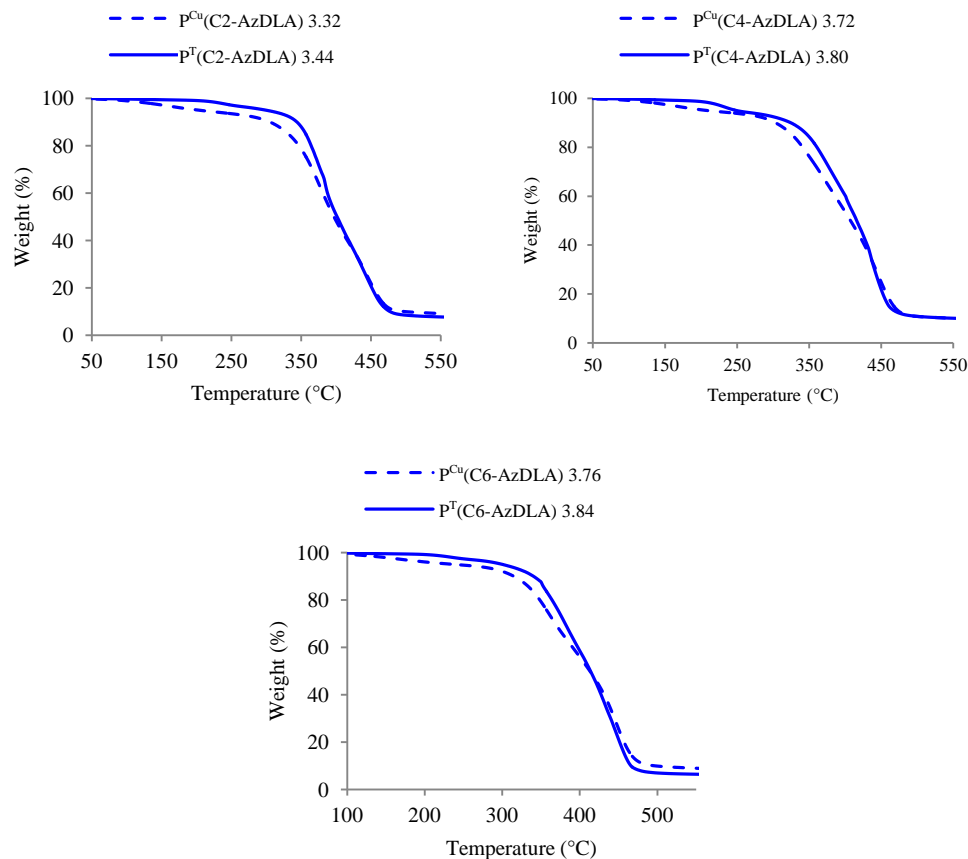 P^Cu(C2-AzDLA) 3.32
P^T(C2-AzDLA) 3.44
100
80
60
40
20
0
Weight (%)
50 150 250 350 450 550
Temperature (°C)
P^Cu(C4-AzDLA) 3.72
P^T(C4-AzDLA) 3.80
100
80
60
40
20
0
Weight (%)
50 150 250 350 450 550
Temperature (°C)
P^Cu(C6-AzDLA) 3.76
P^T(C6-AzDLA) 3.84
100
80
60
40
20
0
Weight (%)
100 200 300 400 500
Temperature (°C)